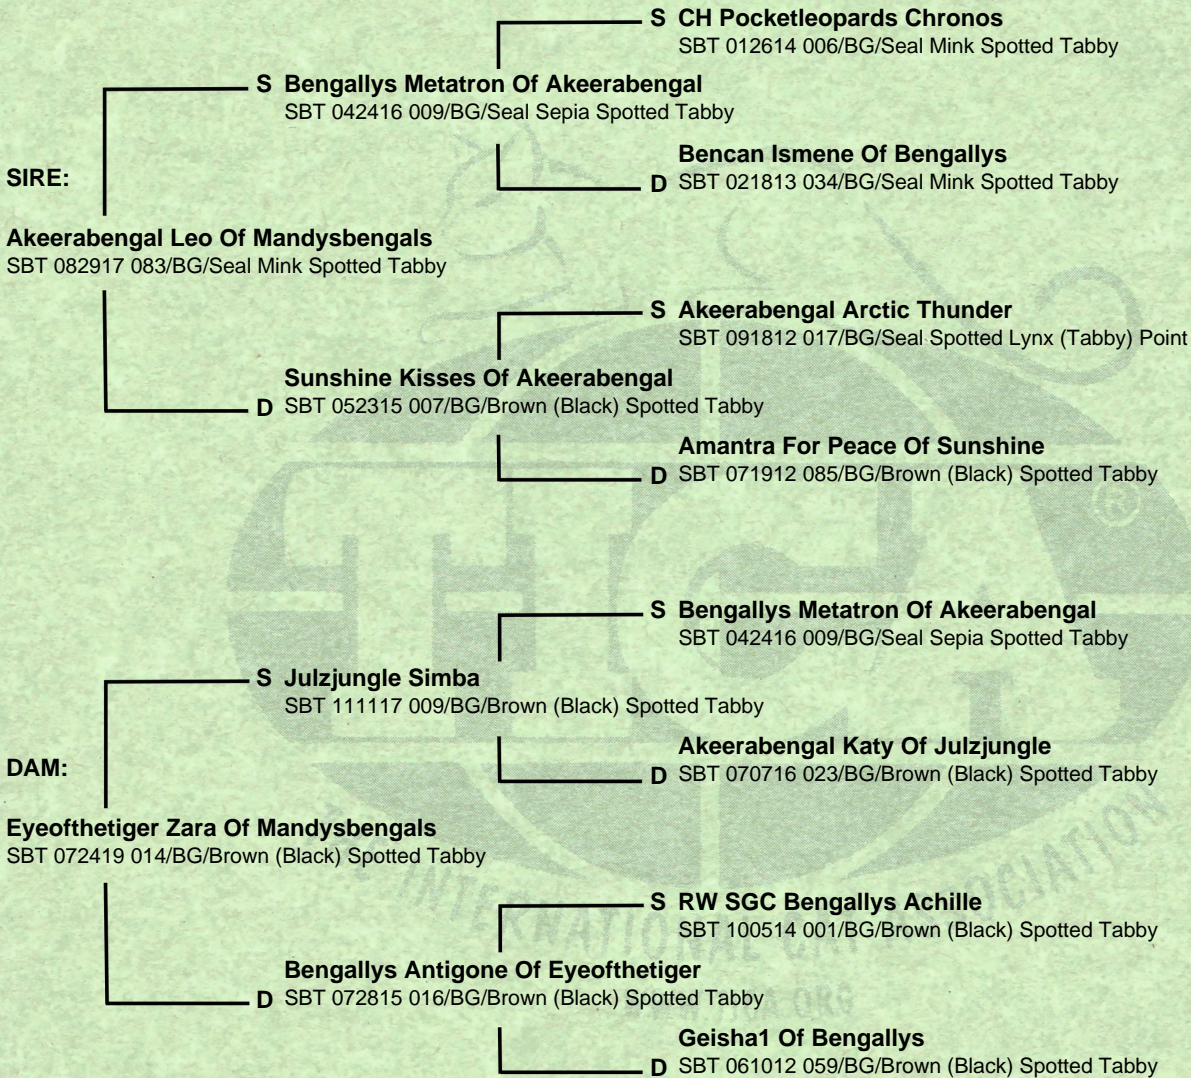 S CH Pocketleopards Chronos
SBT 012614 006/BG/Seal Mink Spotted Tabby
S Bengallys Metatron Of Akeerabengal
SBT 042416 009/BG/Seal Sepia Spotted Tabby
Bencan Ismene Of Bengallys
D SBT 021813 034/BG/Seal Mink Spotted Tabby
SIRE:
Akeerabengal Leo Of Mandysbengals
SBT 082917 083/BG/Seal Mink Spotted Tabby
S Akeerabengal Arctic Thunder
SBT 091812 017/BG/Seal Spotted Lynx (Tabby) Point
Sunshine Kisses Of Akeerabengal
D SBT 052315 007/BG/Brown (Black) Spotted Tabby
Amantra For Peace Of Sunshine
D SBT 071912 085/BG/Brown (Black) Spotted Tabby
S Bengallys Metatron Of Akeerabengal
SBT 042416 009/BG/Seal Sepia Spotted Tabby
S Julzjungle Simba
SBT 111117 009/BG/Brown (Black) Spotted Tabby
Akeerabengal Katy Of Julzjungle
D SBT 070716 023/BG/Brown (Black) Spotted Tabby
DAM:
Eyeofthetiger Zara Of Mandysbengals
SBT 072419 014/BG/Brown (Black) Spotted Tabby
S RW SGC Bengallys Achille
SBT 100514 001/BG/Brown (Black) Spotted Tabby
Bengallys Antigone Of Eyeofthetiger
D SBT 072815 016/BG/Brown (Black) Spotted Tabby
Geisha1 Of Bengallys
D SBT 061012 059/BG/Brown (Black) Spotted Tabby
TICA
®
INTERNATIONAL CAT ASSOCIATION